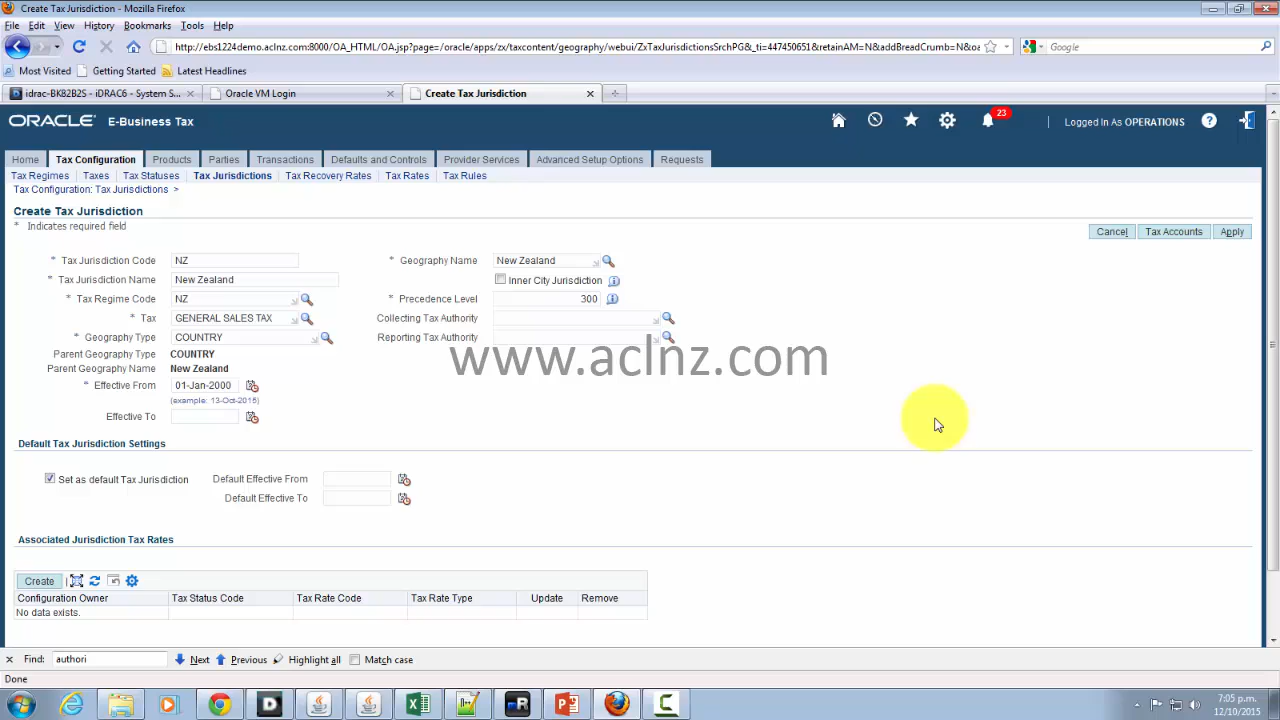 Create Tax Jurisdiction - Mozilla Firefox
File Edit View History Bookmarks Tools Help
http://ebs1224demo.aclnz.com:8000/OA_HTML/OA.jsp?page=/oracle/apps/zx/taxcontent/geography/webui/ZxTaxJurisdictionsSrchPG&_ti=447450651&retainAM=N&addBreadCrumb=N&oa
Google
Most Visited Getting Started Latest Headlines
idrac-BK82B2S - iDRAC6 - System S... Oracle VM Login Create Tax Jurisdiction
ORACLE E-Business Tax 23 Logged In As OPERATIONS
Home Tax Configuration Products Parties Transactions Defaults and Controls Provider Services Advanced Setup Options Requests
Tax Regimes Taxes Tax Statuses Tax Jurisdictions Tax Recovery Rates Tax Rates Tax Rules
Tax Configuration: Tax Jurisdictions >
Create Tax Jurisdiction
* Indicates required field
Cancel Tax Accounts Apply
* Tax Jurisdiction Code NZ * Geography Name New Zealand
* Tax Jurisdiction Name New Zealand Inner City Jurisdiction
* Tax Regime Code NZ * Precedence Level 300
* Tax GENERAL SALES TAX Collecting Tax Authority
* Geography Type COUNTRY Reporting Tax Authority
Parent Geography Type COUNTRY
www.aclnz.com
Parent Geography Name New Zealand
* Effective From 01-Jan-2000
(example: 13-Oct-2015)
Effective To
Default Tax Jurisdiction Settings
Set as default Tax Jurisdiction Default Effective From
Default Effective To
Associated Jurisdiction Tax Rates
Create
Configuration Owner Tax Status Code Tax Rate Code Tax Rate Type Update Remove
No data exists.
Find: authori Next Previous Highlight all Match case
Done
7:05 p.m.
12/10/2015